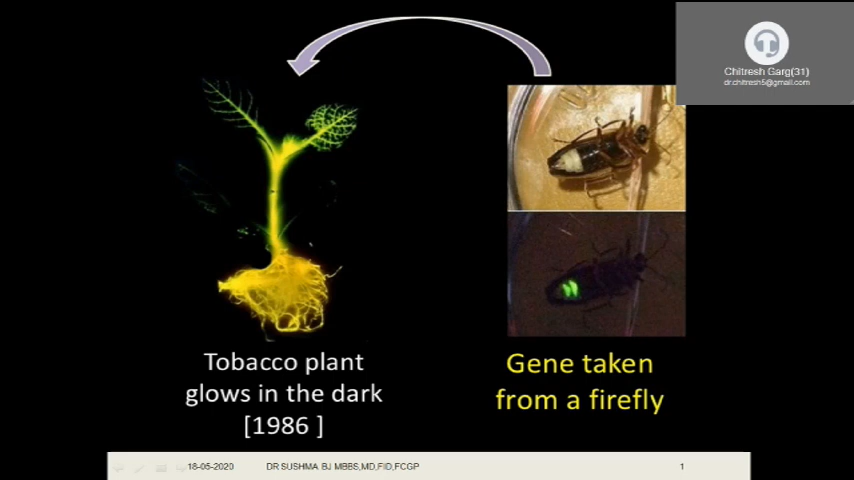 Chitresh Garg(31)
dr.chitresh5@gmail.com
Tobacco plant
glows in the dark
[1986 ]
Gene taken
from a firefly
18-05-2020 DR SUSHMA BJ MBBS,MD,FID,FCGP 1